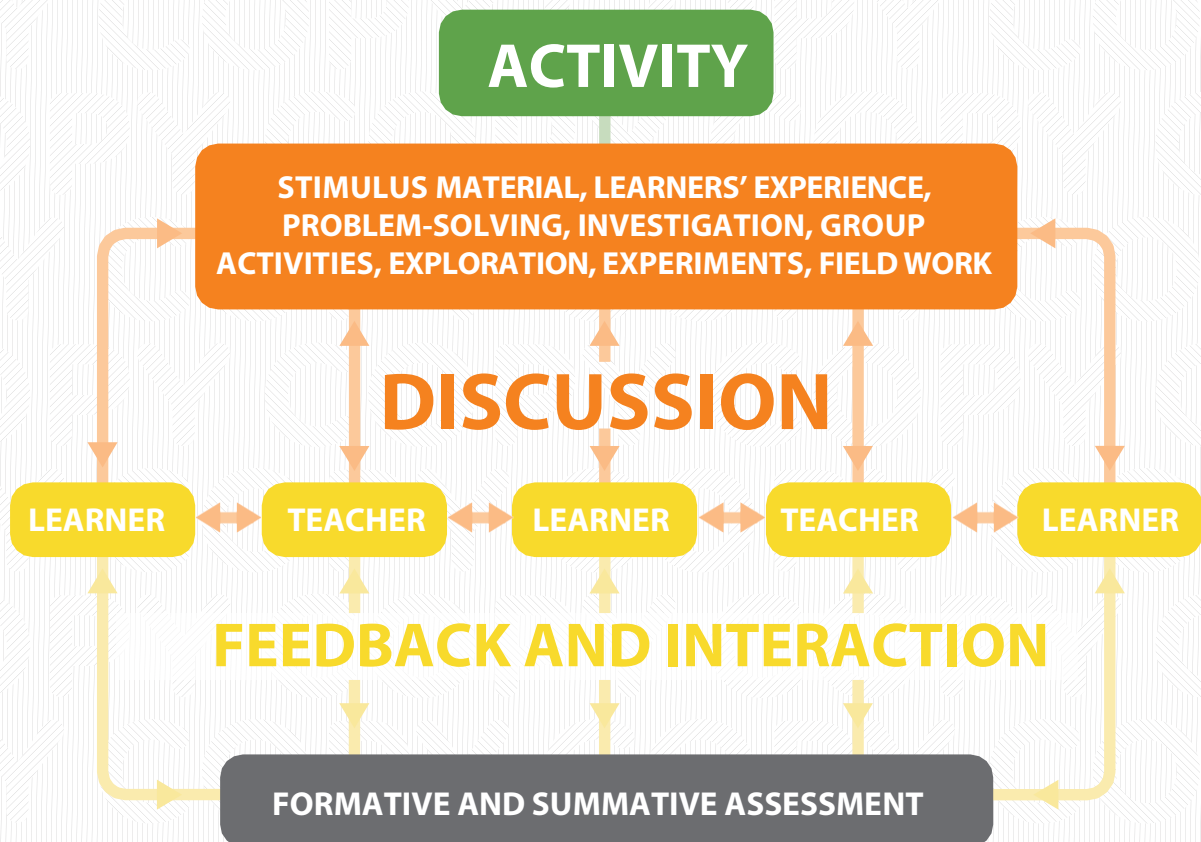 ACTIVITY
STIMULUS MATERIAL, LEARNERS’ EXPERIENCE,
PROBLEM-SOLVING, INVESTIGATION, GROUP
ACTIVITIES, EXPLORATION, EXPERIMENTS, FIELD WORK
DISCUSSION
LEARNER TEACHER LEARNER TEACHER LEARNER
FEEDBACK AND INTERACTION
FORMATIVE AND SUMMATIVE ASSESSMENT